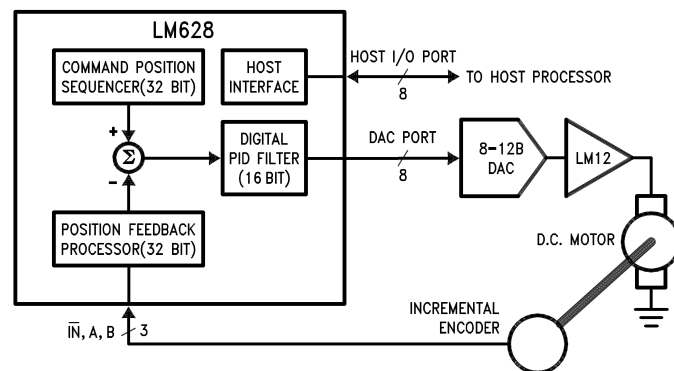 LM628
COMMAND POSITION
SEQUENCER(32 BIT)
HOST
INTERFACE
HOST I/O PORT
8
TO HOST PROCESSOR
+
Σ
-
DIGITAL
PID FILTER
(16 BIT)
DAC PORT
8
8-12B
DAC
LM12
POSITION FEEDBACK
PROCESSOR(32 BIT)
D.C. MOTOR
INCREMENTAL
ENCODER
I̅N̅, A, B
3